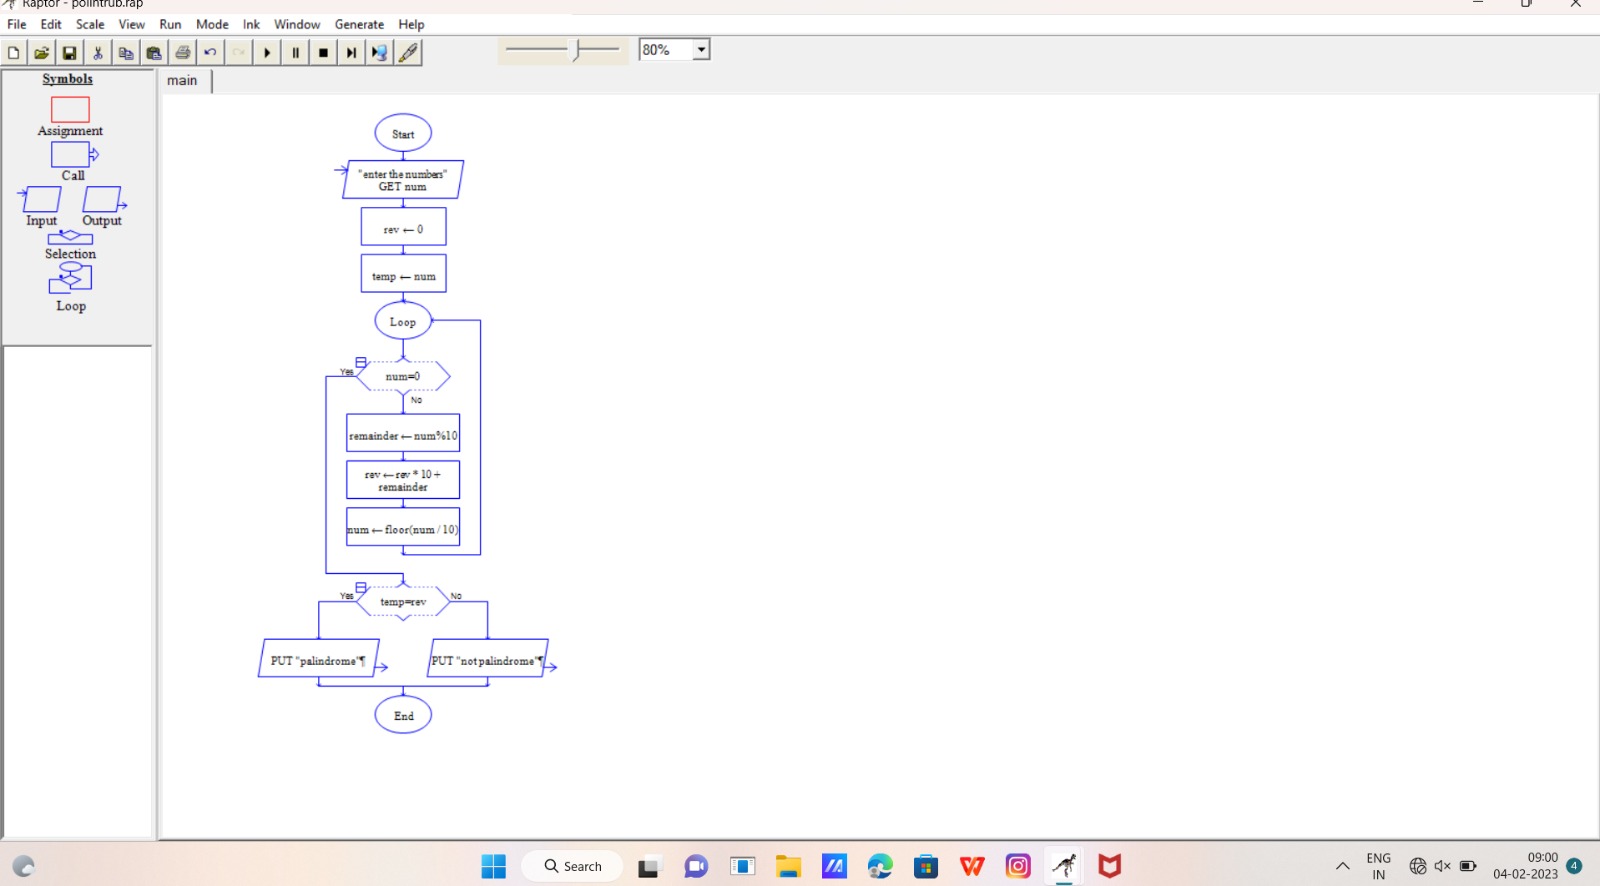 Raptor - polintrub.rap
File Edit Scale View Run Mode Ink Window Generate Help
80%
Symbols
Assignment
Call
Input Output
Selection
Loop
main
Start
"enter the numbers"
GET num
rev ← 0
temp ← num
Loop
Yes
num=0
No
remainder ← num%10
rev ← rev * 10 +
remainder
num ← floor(num / 10)
Yes
temp=rev
No
PUT "palindrome"¶
PUT "not palindrome"¶
End
Search
ENG
IN
09:00
04-02-2023
4